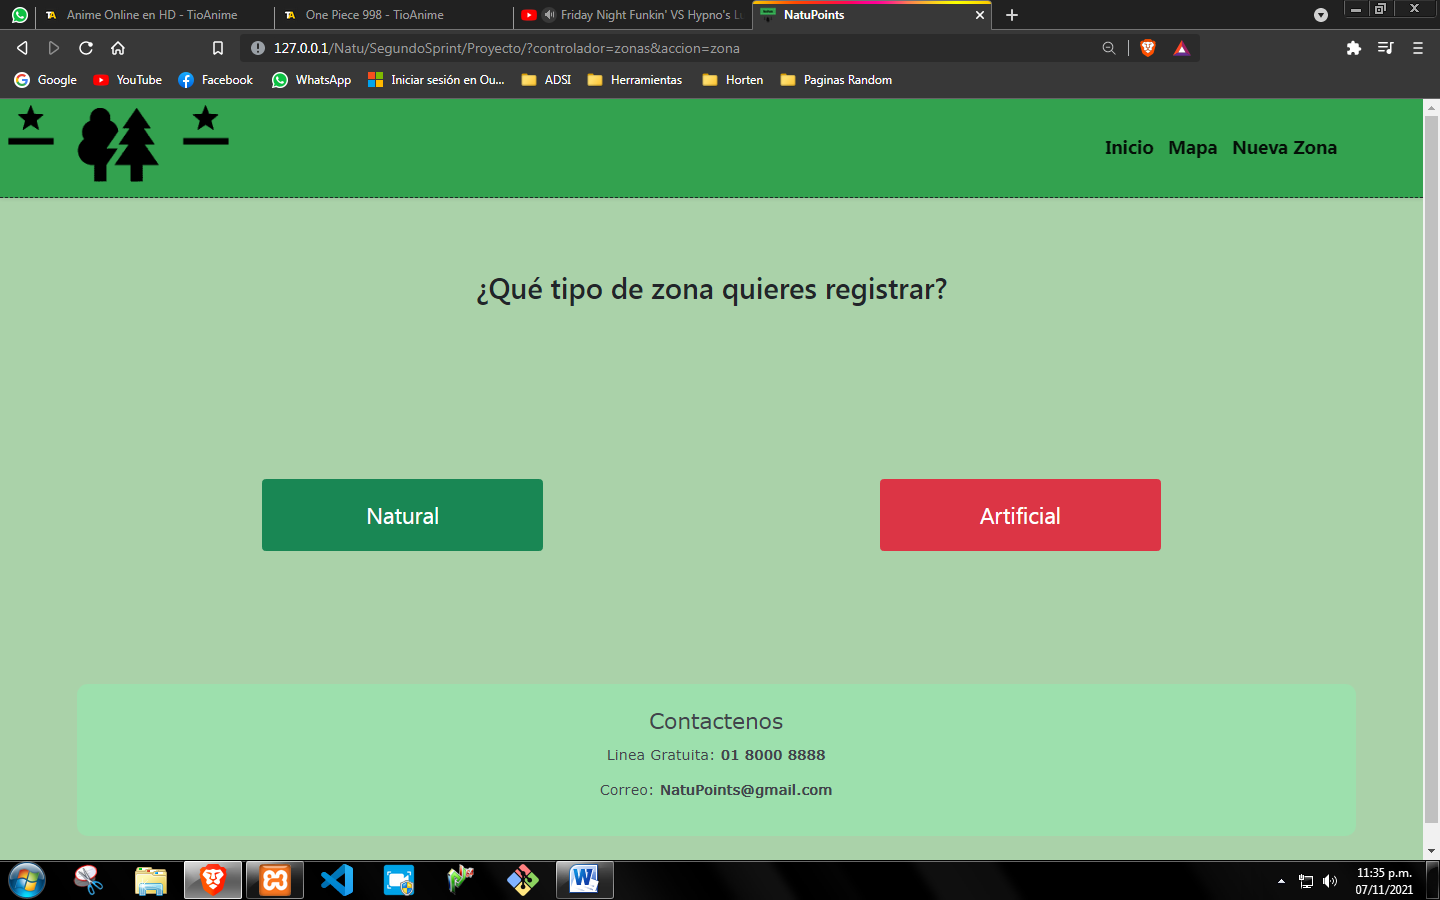 Anime Online en HD - TioAnime
One Piece 998 - TioAnime
Friday Night Funkin' VS Hypno's L
NatuPoints
127.0.0.1/Natu/SegundoSprint/Proyecto/?controlador=zonas&accion=zona
Google
YouTube
Facebook
WhatsApp
Iniciar sesión en Ou...
ADSI
Herramientas
Horten
Paginas Random
Inicio
Mapa
Nueva Zona
¿Qué tipo de zona quieres registrar?
Natural
Artificial
Contactenos
Linea Gratuita: 01 8000 8888
Correo: NatuPoints@gmail.com
11:35 p.m.
07/11/2021